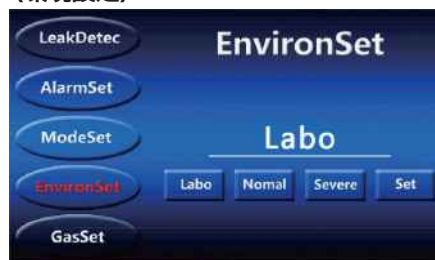 LeakDetec
AlarmSet
ModeSet
EnvironSet
GasSet
EnvironSet
Labo
Labo Nomal Severe Set